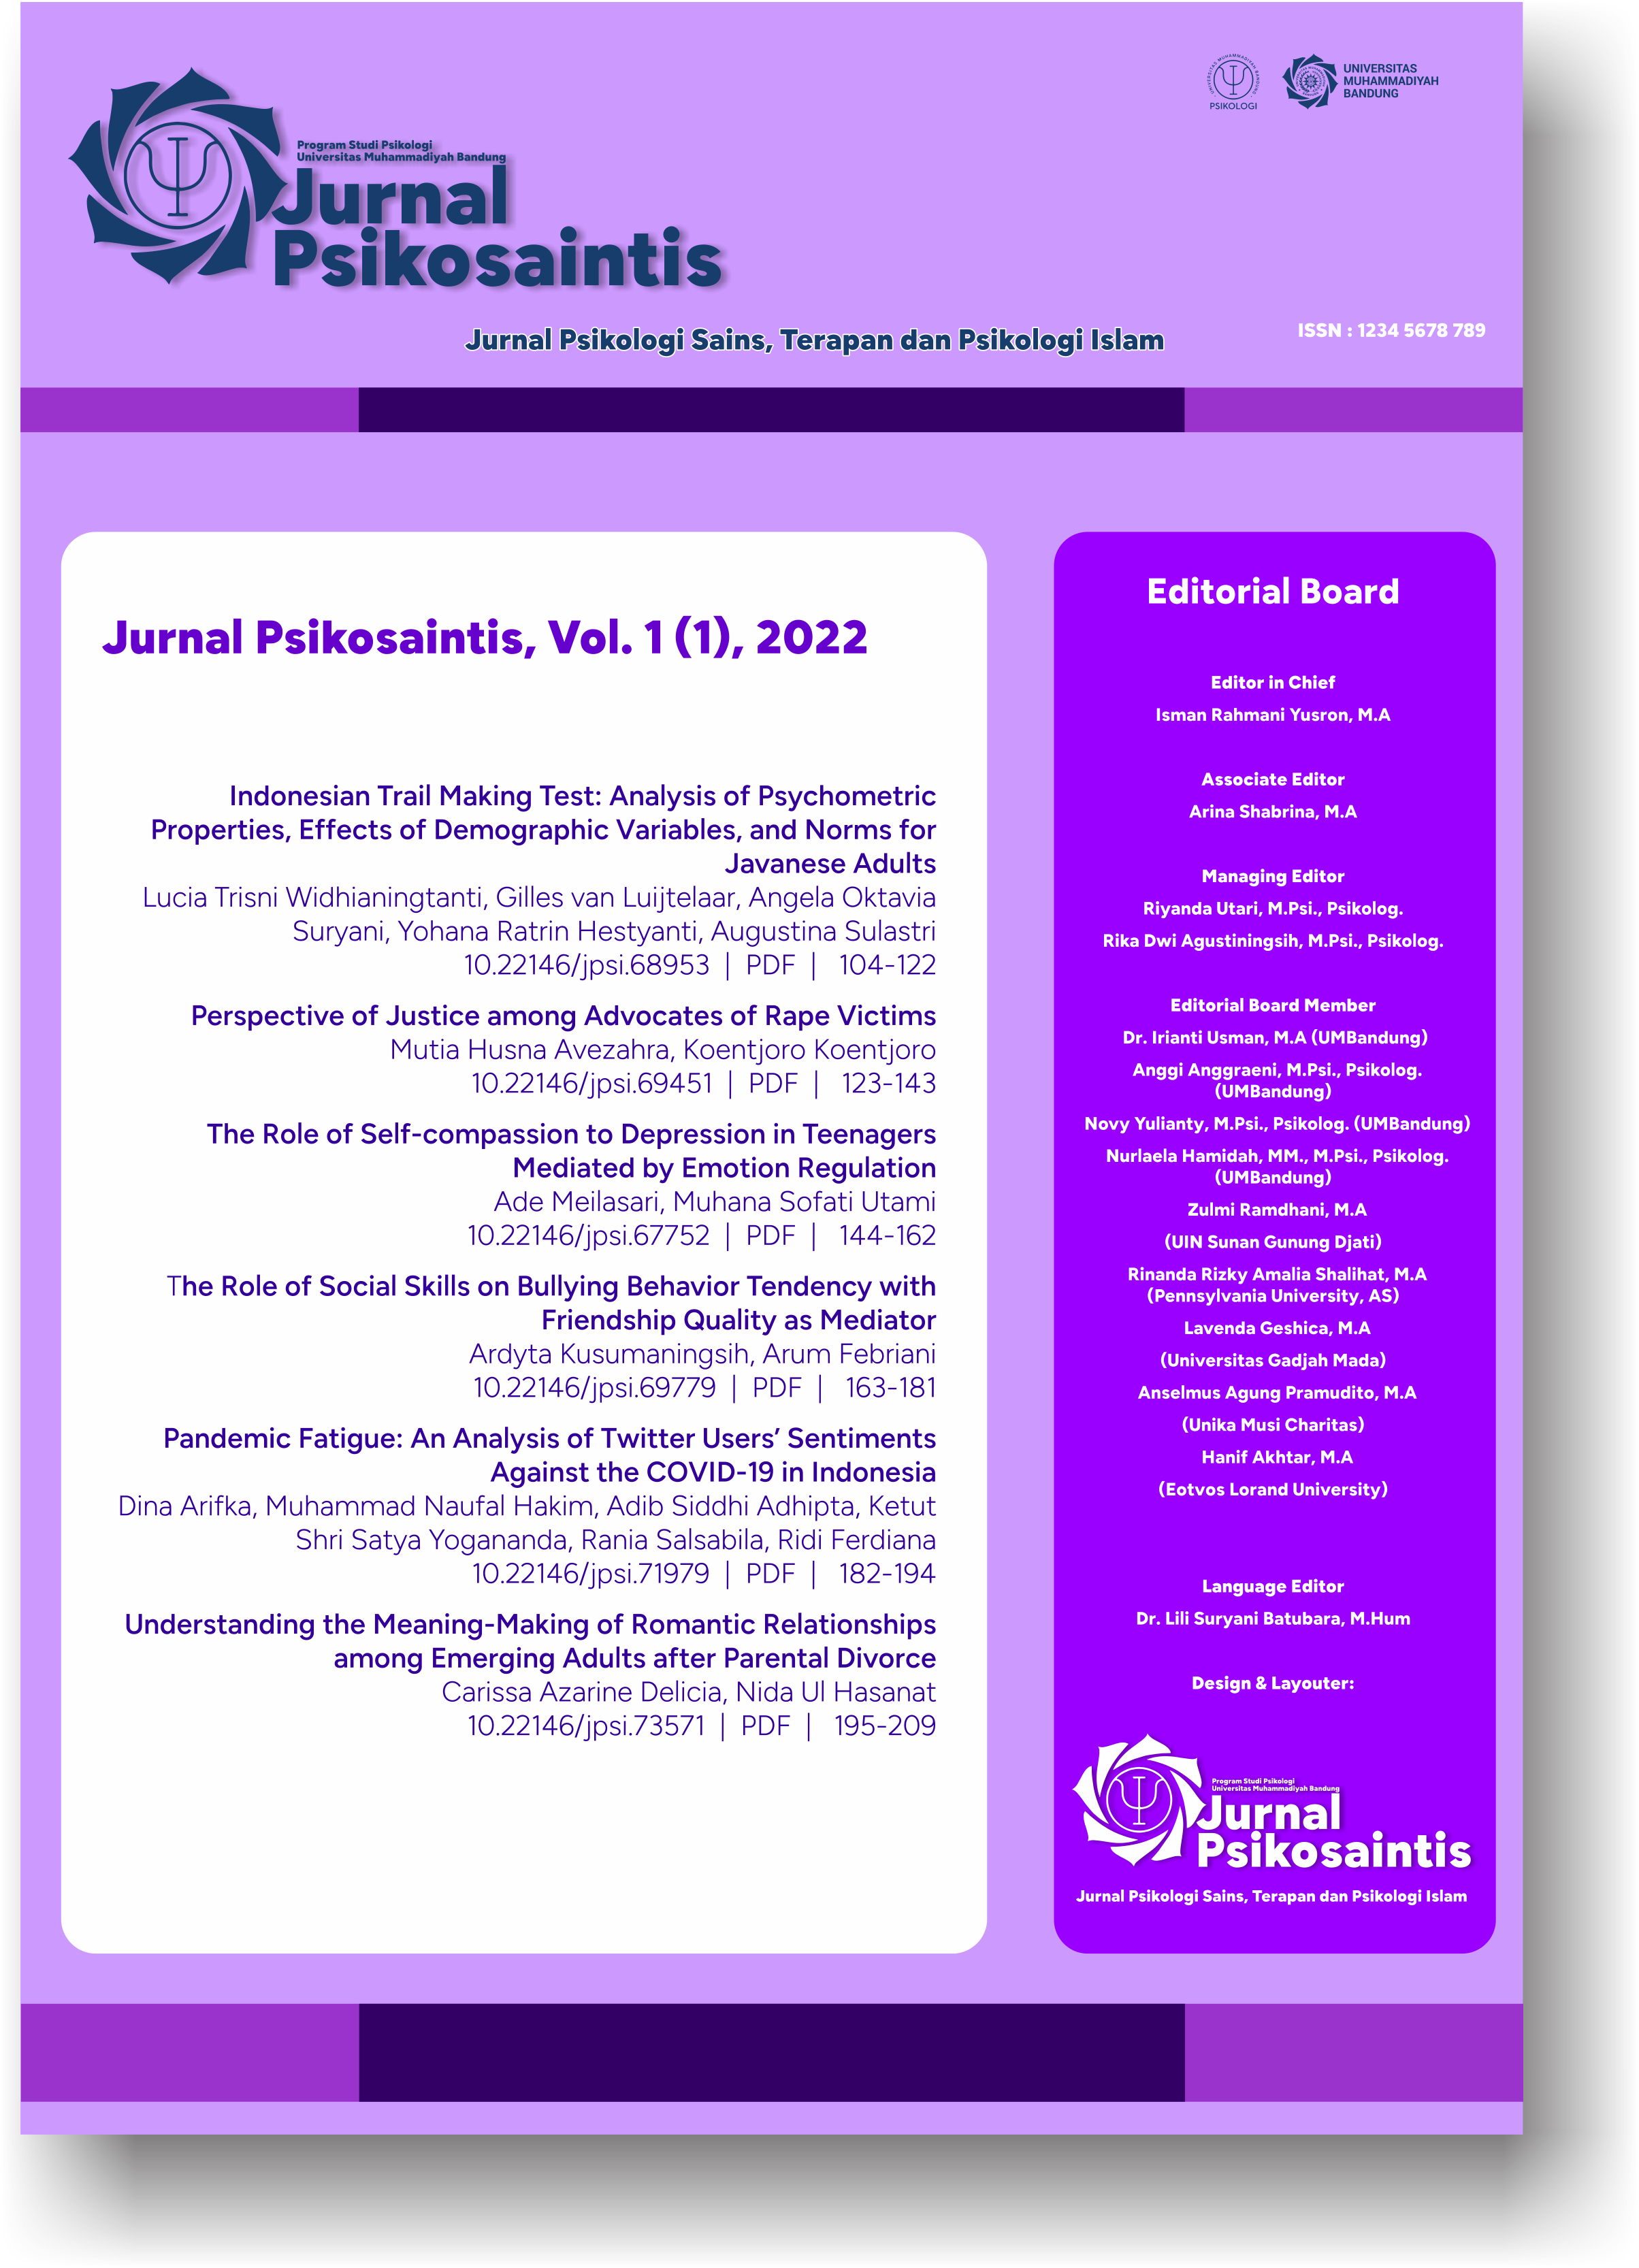 PSIKOLOGI
UNIVERSITAS
MUHAMMADIYAH
BANDUNG
Program Studi Psikologi
Universitas Muhammadiyah Bandung
Jurnal
Psikosaintis
Jurnal Psikologi Sains, Terapan dan Psikologi Islam
ISSN : 1234 5678 789
Jurnal Psikosaintis, Vol. 1 (1), 2022
Indonesian Trail Making Test: Analysis of Psychometric
Properties, Effects of Demographic Variables, and Norms for
Javanese Adults
Lucia Trisni Widhianingtanti, Gilles van Luijtelaar, Angela Oktavia
Suryani, Yohana Ratrin Hestyanti, Augustina Sulastri
10.22146/jpsi.68953 | PDF | 104-122
Perspective of Justice among Advocates of Rape Victims
Mutia Husna Avezahra, Koentjoro Koentjoro
10.22146/jpsi.69451 | PDF | 123-143
The Role of Self-compassion to Depression in Teenagers
Mediated by Emotion Regulation
Ade Meilasari, Muhana Sofati Utami
10.22146/jpsi.67752 | PDF | 144-162
The Role of Social Skills on Bullying Behavior Tendency with
Friendship Quality as Mediator
Ardyta Kusumaningsih, Arum Febriani
10.22146/jpsi.69779 | PDF | 163-181
Pandemic Fatigue: An Analysis of Twitter Users’ Sentiments
Against the COVID-19 in Indonesia
Dina Arifka, Muhammad Naufal Hakim, Adib Siddhi Adhipta, Ketut
Shri Satya Yogananda, Rania Salsabila, Ridi Ferdiana
10.22146/jpsi.71979 | PDF | 182-194
Understanding the Meaning-Making of Romantic Relationships
among Emerging Adults after Parental Divorce
Carissa Azarine Delicia, Nida Ul Hasanat
10.22146/jpsi.73571 | PDF | 195-209
Editorial Board
Editor in Chief
Isman Rahmani Yusron, M.A
Associate Editor
Arina Shabrina, M.A
Managing Editor
Riyanda Utari, M.Psi., Psikolog.
Rika Dwi Agustiningsih, M.Psi., Psikolog.
Editorial Board Member
Dr. Irianti Usman, M.A (UMBandung)
Anggi Anggraeni, M.Psi., Psikolog.
(UMBandung)
Novy Yulianty, M.Psi., Psikolog. (UMBandung)
Nurlaela Hamidah, MM., M.Psi., Psikolog.
(UMBandung)
Zulmi Ramdhani, M.A
(UIN Sunan Gunung Djati)
Rinanda Rizky Amalia Shalihat, M.A
(Pennsylvania University, AS)
Lavenda Geshica, M.A
(Universitas Gadjah Mada)
Anselmus Agung Pramudito, M.A
(Unika Musi Charitas)
Hanif Akhtar, M.A
(Eotvos Lorand University)
Language Editor
Dr. Lili Suryani Batubara, M.Hum
Design & Layouter:
Program Studi Psikologi
Universitas Muhammadiyah Bandung
Jurnal
Psikosaintis
Jurnal Psikologi Sains, Terapan dan Psikologi Islam